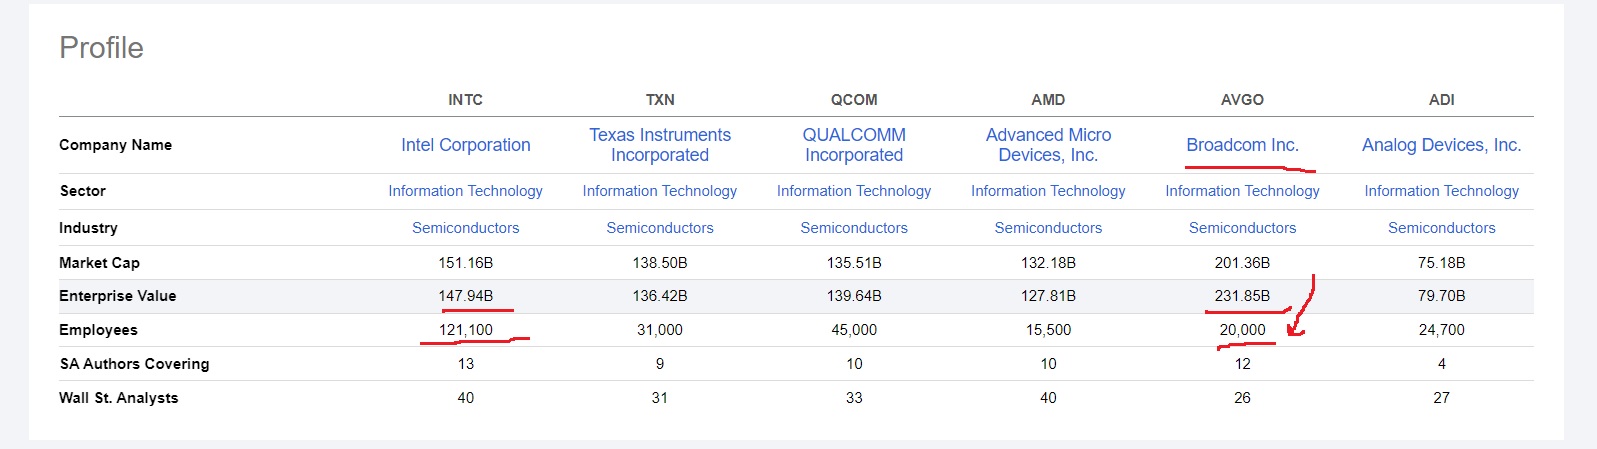 Profile
INTC TXN QCOM AMD AVGO ADI
Company Name Intel Corporation Texas Instruments Incorporated QUALCOMM Incorporated Advanced Micro Devices, Inc. Broadcom Inc. Analog Devices, Inc.
Sector Information Technology Information Technology Information Technology Information Technology Information Technology Information Technology
Industry Semiconductors Semiconductors Semiconductors Semiconductors Semiconductors Semiconductors
Market Cap 151.16B 138.50B 135.51B 132.18B 201.36B 75.18B
Enterprise Value 147.94B 136.42B 139.64B 127.81B 231.85B 79.70B
Employees 121,100 31,000 45,000 15,500 20,000 24,700
SA Authors Covering 13 9 10 10 12 4
Wall St. Analysts 40 31 33 40 26 27